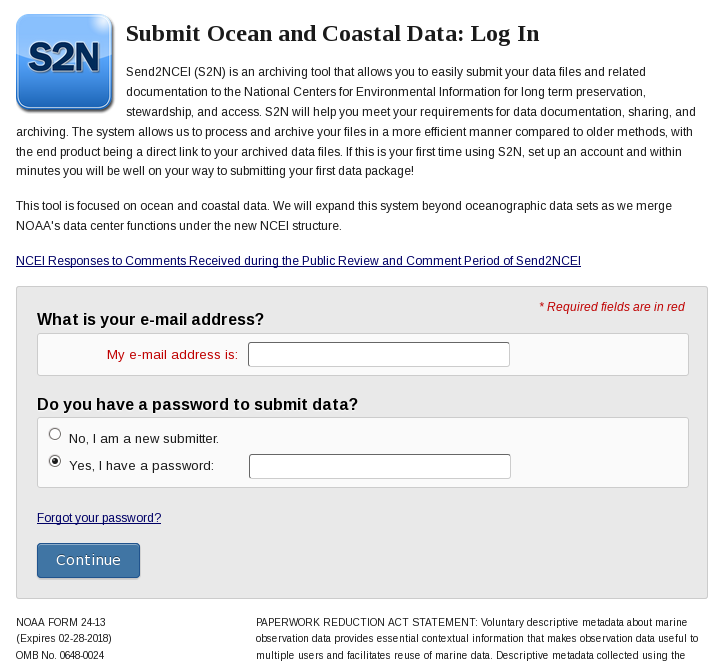 S2N
Submit Ocean and Coastal Data: Log In
Send2NCEI (S2N) is an archiving tool that allows you to easily submit your data files and related
documentation to the National Centers for Environmental Information for long term preservation,
stewardship, and access. S2N will help you meet your requirements for data documentation, sharing, and
archiving. The system allows us to process and archive your files in a more efficient manner compared to older methods, with
the end product being a direct link to your archived data files. If this is your first time using S2N, set up an account and within
minutes you will be well on your way to submitting your first data package!
This tool is focused on ocean and coastal data. We will expand this system beyond oceanographic data sets as we merge
NOAA's data center functions under the new NCEI structure.
NCEI Responses to Comments Received during the Public Review and Comment Period of Send2NCEI
* Required fields are in red
What is your e-mail address?
My e-mail address is:
Do you have a password to submit data?
No, I am a new submitter.
Yes, I have a password:
Forgot your password?
Continue
NOAA FORM 24-13
(Expires 02-28-2018)
OMB No. 0648-0024
PAPERWORK REDUCTION ACT STATEMENT: Voluntary descriptive metadata about marine
observation data provides essential contextual information that makes observation data useful to
multiple users and facilitates reuse of marine data. Descriptive metadata collected using the